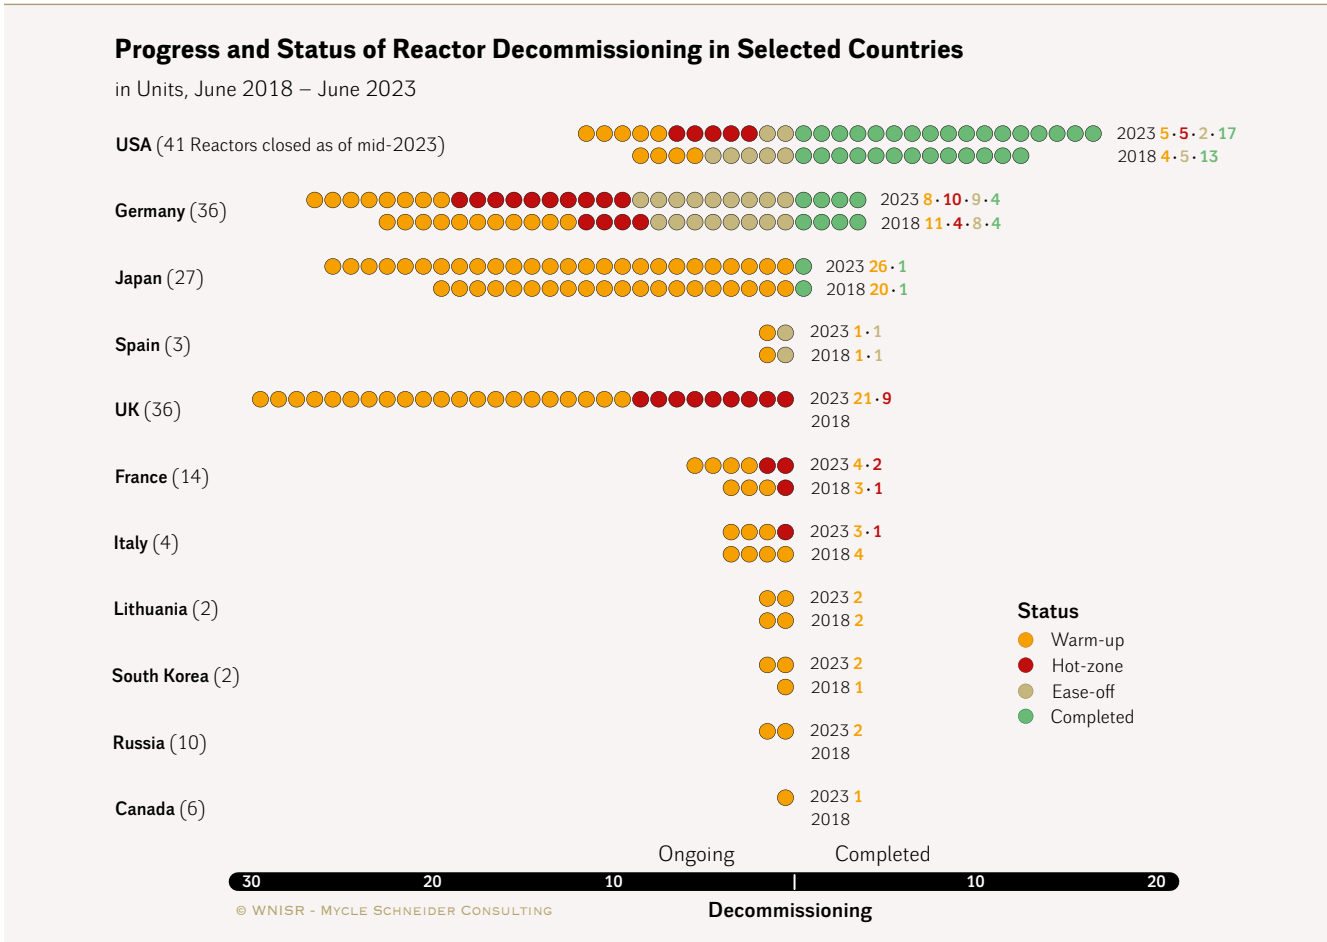 Progress and Status of Reactor Decommissioning in Selected Countries
in Units, June 2018 – June 2023
USA (41 Reactors closed as of mid-2023)
2023 5 · 5 · 2 · 17
2018 4 · 5 · 13
Germany (36)
2023 8 · 10 · 9 · 4
2018 11 · 4 · 8 · 4
Japan (27)
2023 26 · 1
2018 20 · 1
Spain (3)
2023 1 · 1
2018 1 · 1
UK (36)
2023 21 · 9
2018
France (14)
2023 4 · 2
2018 3 · 1
Italy (4)
2023 3 · 1
2018 4
Lithuania (2)
2023 2
2018 2
South Korea (2)
2023 2
2018 1
Russia (10)
2023 2
2018
Canada (6)
2023 1
2018
Status
Warm-up
Hot-zone
Ease-off
Completed
Ongoing Completed
30 20 10 10 20
Decommissioning
© WNISR - Mycle Schneider Consulting